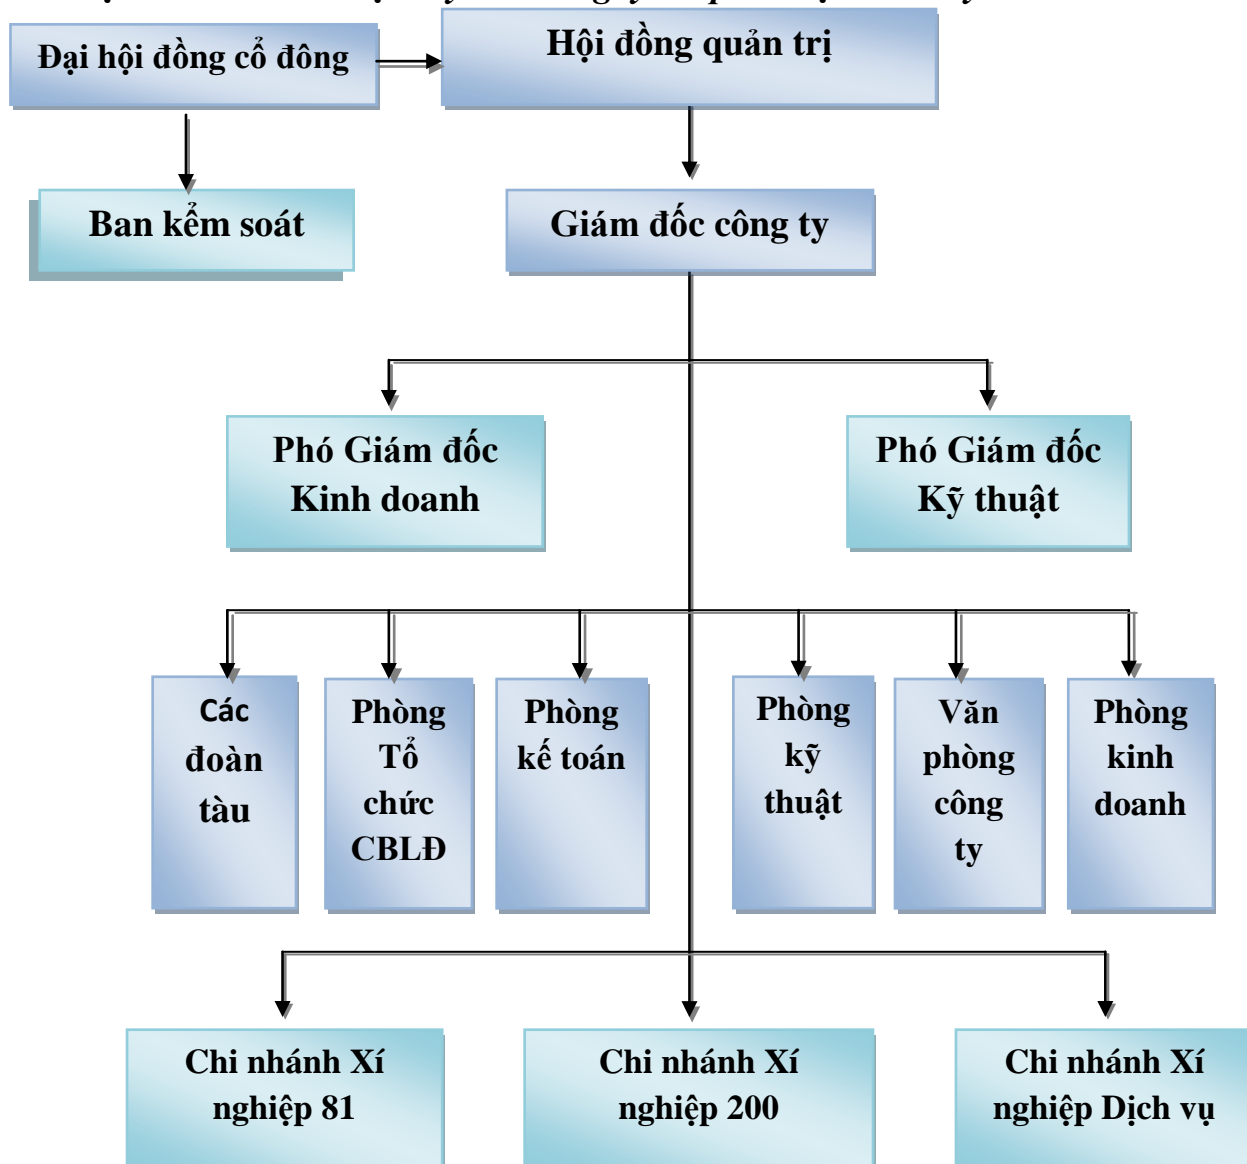 Đại hội đồng cổ đông
Hội đồng quản trị
Ban kểm soát
Giám đốc công ty
Phó Giám đốc
Kinh doanh
Phó Giám đốc
Kỹ thuật
Các
đoàn
tàu
Phòng
Tổ
chức
CBLĐ
Phòng
kế toán
Phòng
kỹ
thuật
Văn
phòng
công
ty
Phòng
kinh
doanh
Chi nhánh Xí
nghiệp 81
Chi nhánh Xí
nghiệp 200
Chi nhánh Xí
nghiệp Dịch vụ